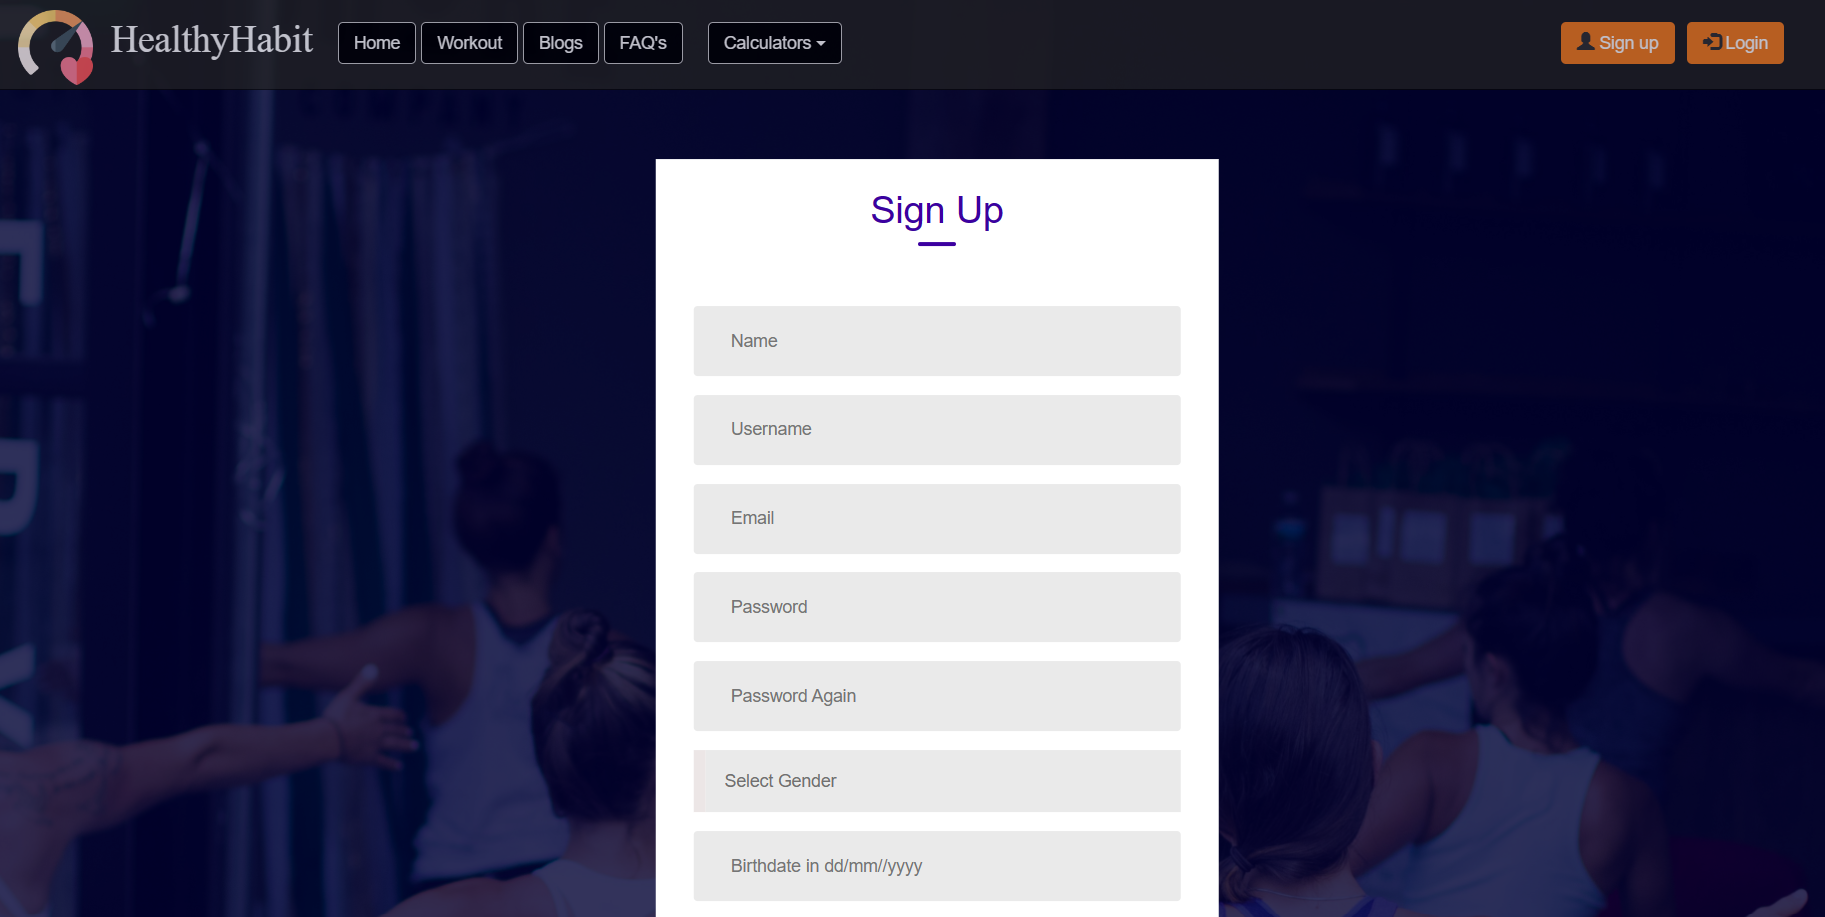 HealthyHabit
Home
Workout
Blogs
FAQ's
Calculators
Sign up
Login
Sign Up
Name
Username
Email
Password
Password Again
Select Gender
Birthdate in dd/mm//yyyy